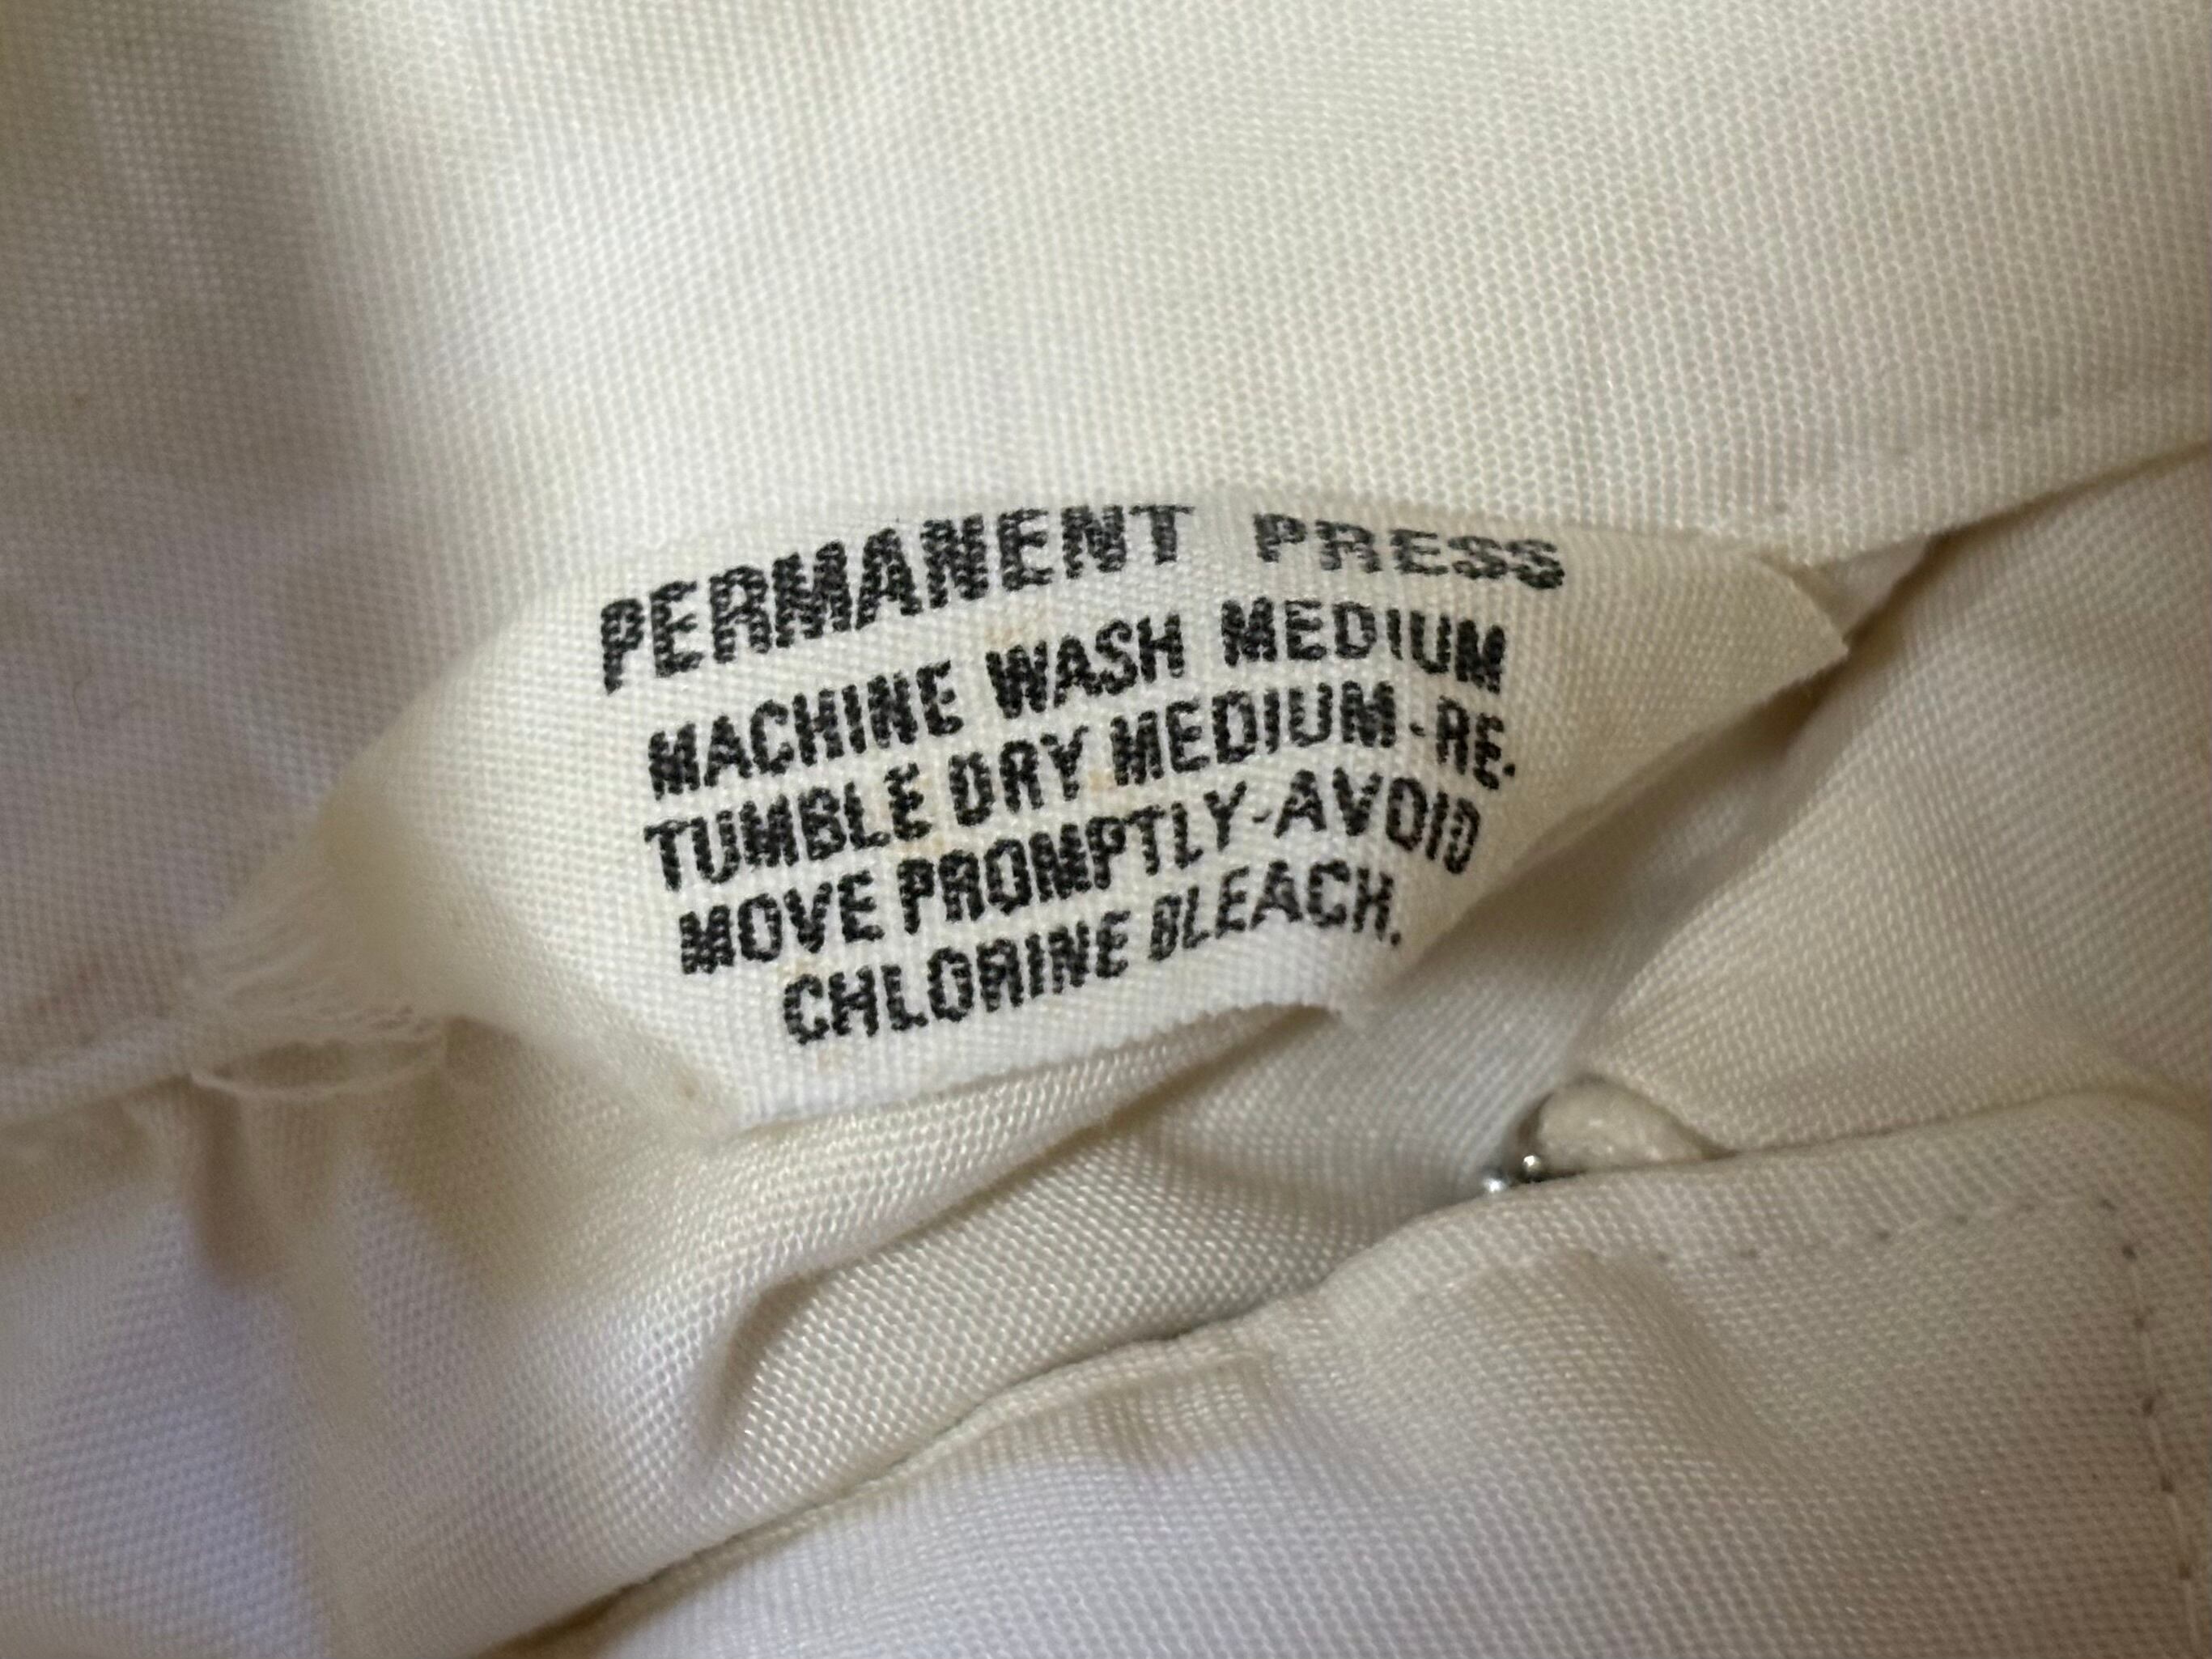 PERMANENT PRESS
MACHINE WASH MEDIUM
TUMBLE DRY MEDIUM-RE.
MOVE PROMPTLY-AVOID
CHLORINE BLEACH.